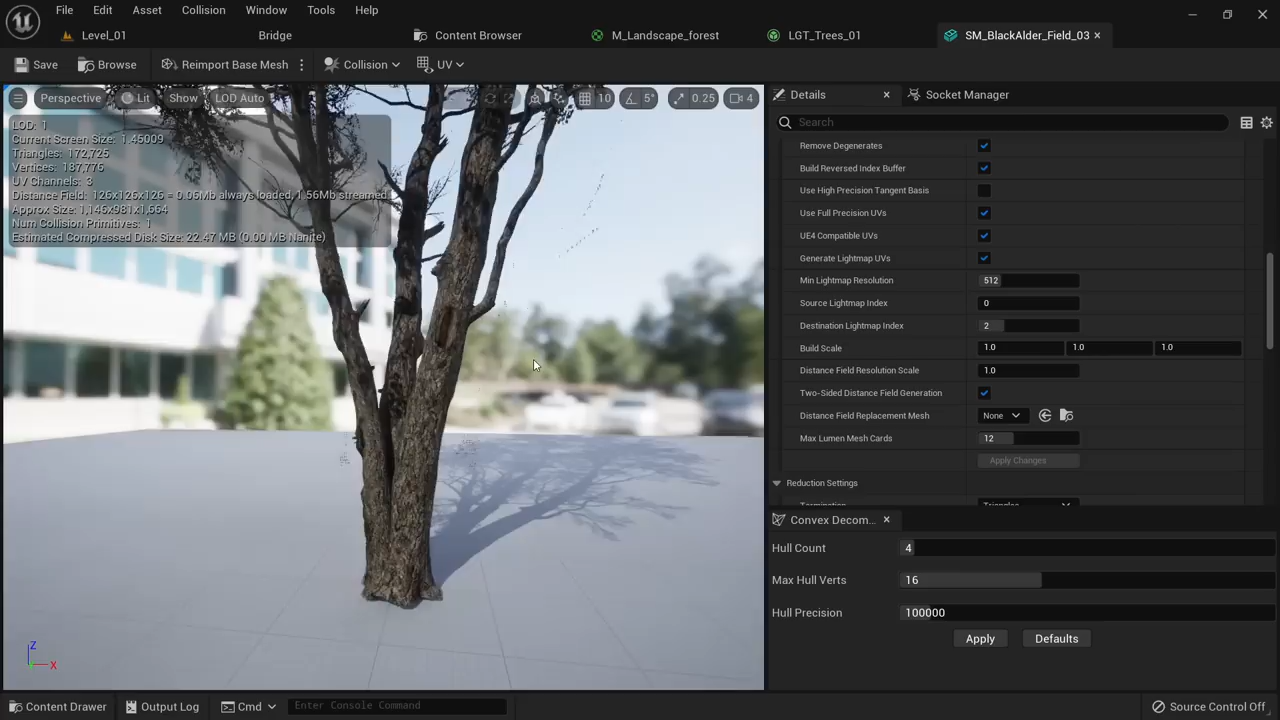 File Edit Asset Collision Window Tools Help
Level_01 Bridge Content Browser M_Landscape_forest LGT_Trees_01 SM_BlackAlder_Field_03
Save Browse Reimport Base Mesh Collision UV
Perspective Lit Show LOD Auto 10 5° 0.25 4
LOD: 1
Current Screen Size: 1.45009
Triangles: 172,725
Vertices: 187,776
UV Channels: 3
Distance Field: 126x126x126 = 0.06Mb always loaded, 1.56Mb streamed
Approx Size: 1,146x981x1,664
Num Collision Primitives: 1
Estimated Compressed Disk Size: 22.47 MB (0.00 MB Nanite)
Z
X
Details Socket Manager
Search
Remove Degenerates
Build Reversed Index Buffer
Use High Precision Tangent Basis
Use Full Precision UVs
UE4 Compatible UVs
Generate Lightmap UVs
Min Lightmap Resolution 512
Source Lightmap Index 0
Destination Lightmap Index 2
Build Scale 1.0 1.0 1.0
Distance Field Resolution Scale 1.0
Two-Sided Distance Field Generation
Distance Field Replacement Mesh None
Max Lumen Mesh Cards 12
Apply Changes
Reduction Settings
Termination Triangles
Convex Decom...
Hull Count 4
Max Hull Verts 16
Hull Precision 100000
Apply Defaults
Content Drawer Output Log Cmd Enter Console Command Source Control Off